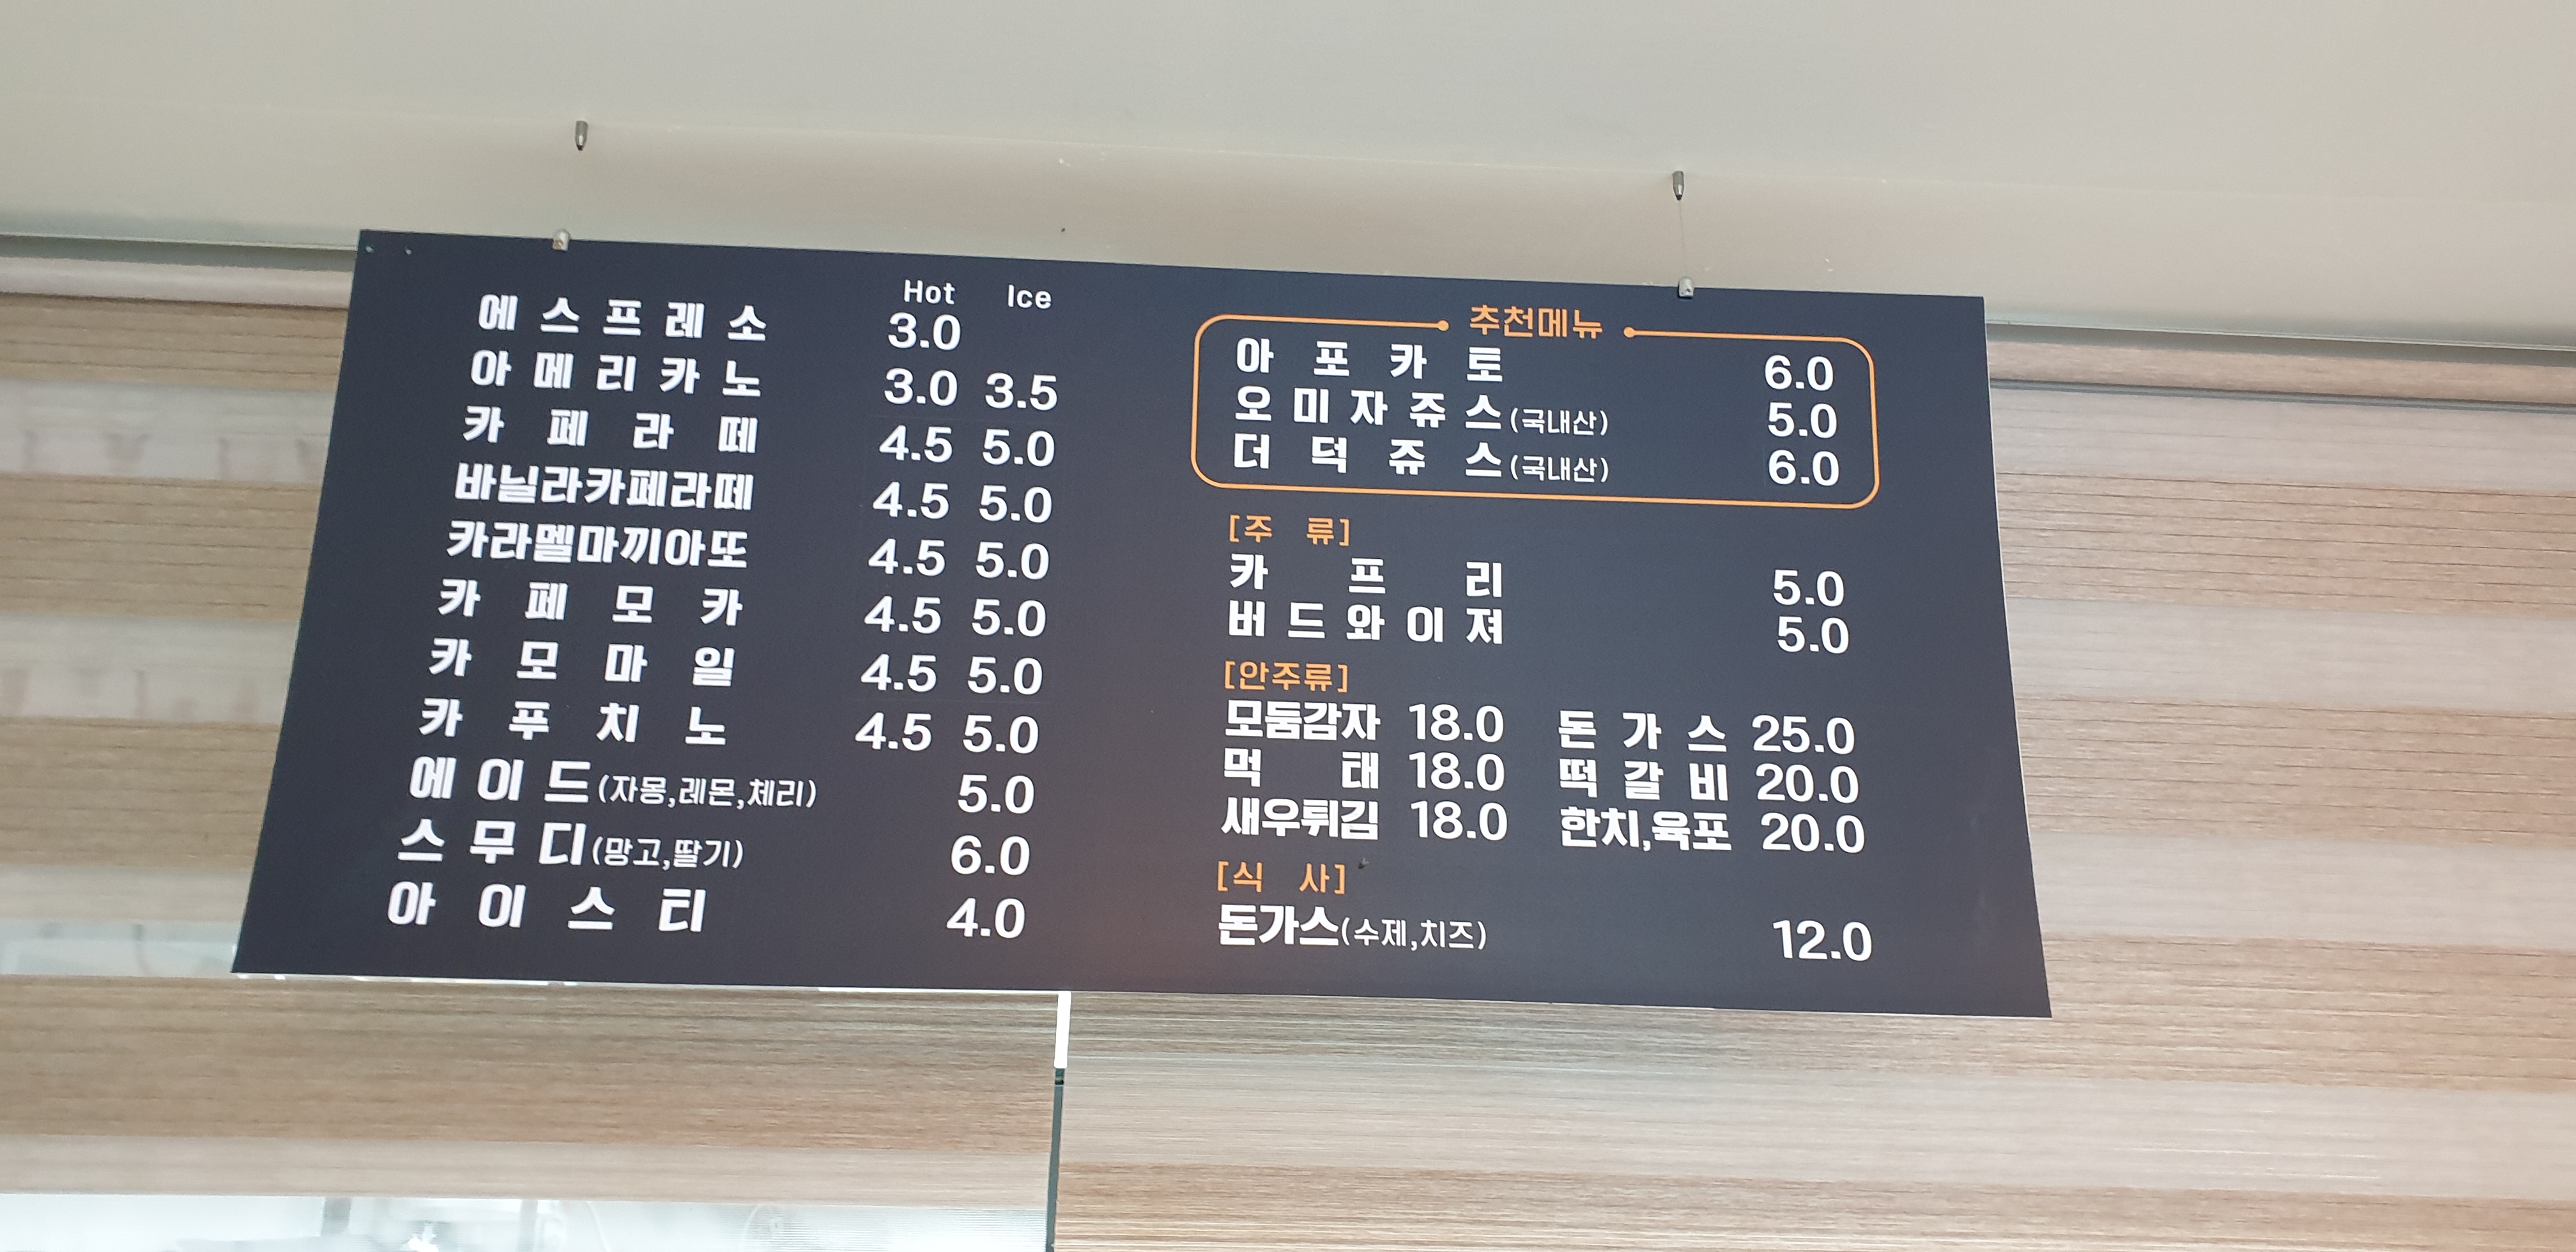 Hot Ice
에스프레소 3.0
아메리카노 3.0 3.5
카페라떼 4.5 5.0
바닐라카페라떼 4.5 5.0
카라멜마끼아또 4.5 5.0
카페모카 4.5 5.0
카모마일 4.5 5.0
카푸치노 4.5 5.0
에이드(자몽,레몬,체리) 5.0
스무디(망고,딸기) 6.0
아이스티 4.0
추천메뉴
아포카토 6.0
오미자쥬스(국내산) 5.0
더덕쥬스(국내산) 6.0
[주 류]
카프리 5.0
버드와이져 5.0
[안주류]
모둠감자 18.0 돈가스 25.0
먹태 18.0 떡갈비 20.0
새우튀김 18.0 한치,육포 20.0
[식 사]
돈가스(수제,치즈) 12.0